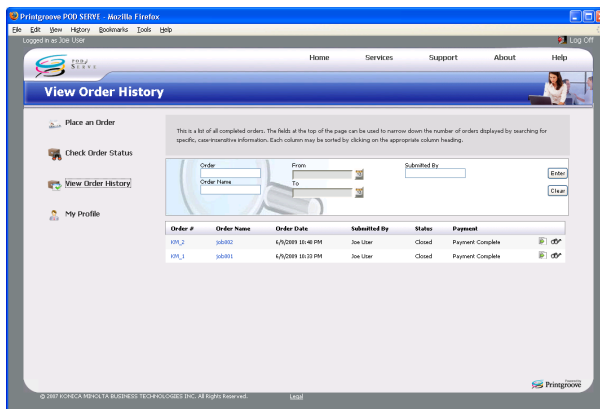 Printgroove POD SERVE - Mozilla Firefox
File Edit View History Bookmarks Tools Help
Logged in as Joe User
Log Off
POD/
SERVE
Home Services Support About Help
View Order History
Place an Order
Check Order Status
View Order History
My Profile
This is a list of all completed orders. The fields at the top of the page can be used to narrow down the number of orders displayed by searching for
specific, case-insensitive information. Each column may be sorted by clicking on the appropriate column heading.
Order From Submitted By
Enter
Order Name To
Clear
Order # Order Name Order Date Submitted By Status Payment
KM_2 job002 6/9/2009 10:48 PM Joe User Closed Payment Complete
KM_1 job001 6/9/2009 10:33 PM Joe User Closed Payment Complete
Powered by
Printgroove
© 2007 KONICA MINOLTA BUSINESS TECHNOLOGIES INC. All Rights Reserved. Legal